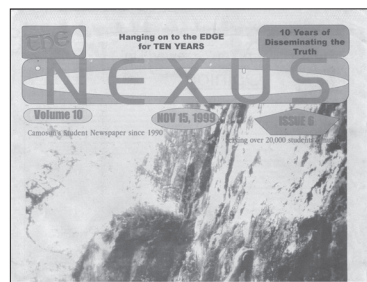 the
Hanging on to the EDGE
for TEN YEARS
10 Years of
Disseminating the
Truth
NEXUS
Volume 10
NOV 15, 1999
ISSUE 6
Camosun's Student Newspaper since 1990
over 20,000 students